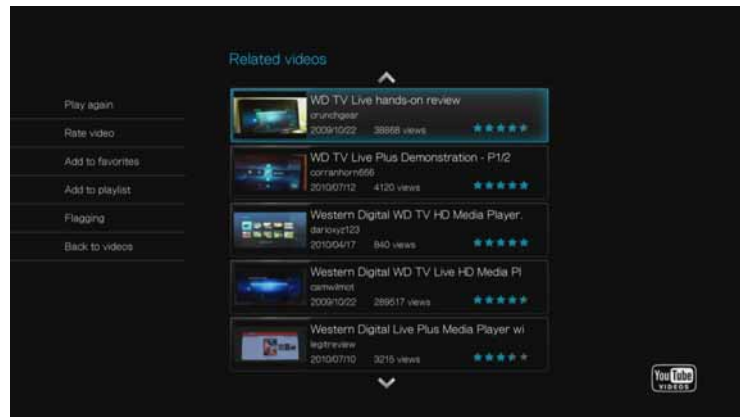 Related videos
Play again
Rate video
Add to favorites
Add to playlist
Flagging
Back to videos
WD TV Live hands-on review
crunchgear
2009/10/22 38668 views
WD TV Live Plus Demonstration - P1/2
corranhorn666
2010/07/12 4120 views
Western Digital WD TV HD Media Player.
darioxyz123
2010/04/17 840 views
Western Digital WD TV Live HD Media Pl
camwilmot
2009/10/22 289517 views
Western Digital Live Plus Media Player wi
legitreview
2010/07/10 3215 views
You Tube
VIDEOS